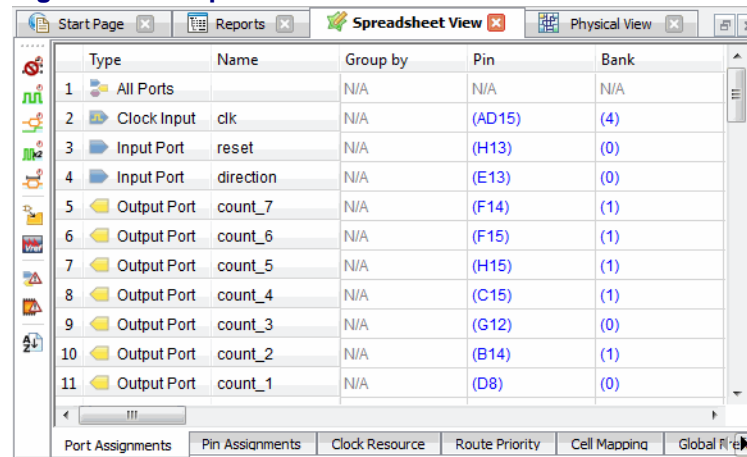 Start Page Reports Spreadsheet View Physical View
Type Name Group by Pin Bank
1 All Ports N/A N/A N/A
2 Clock Input clk N/A (AD15) (4)
3 Input Port reset N/A (H13) (0)
4 Input Port direction N/A (E13) (0)
5 Output Port count_7 N/A (F14) (1)
6 Output Port count_6 N/A (F15) (1)
7 Output Port count_5 N/A (H15) (1)
8 Output Port count_4 N/A (C15) (1)
9 Output Port count_3 N/A (G12) (0)
10 Output Port count_2 N/A (B14) (1)
11 Output Port count_1 N/A (D8) (0)
Port Assignments Pin Assignments Clock Resource Route Priority Cell Mapping Global